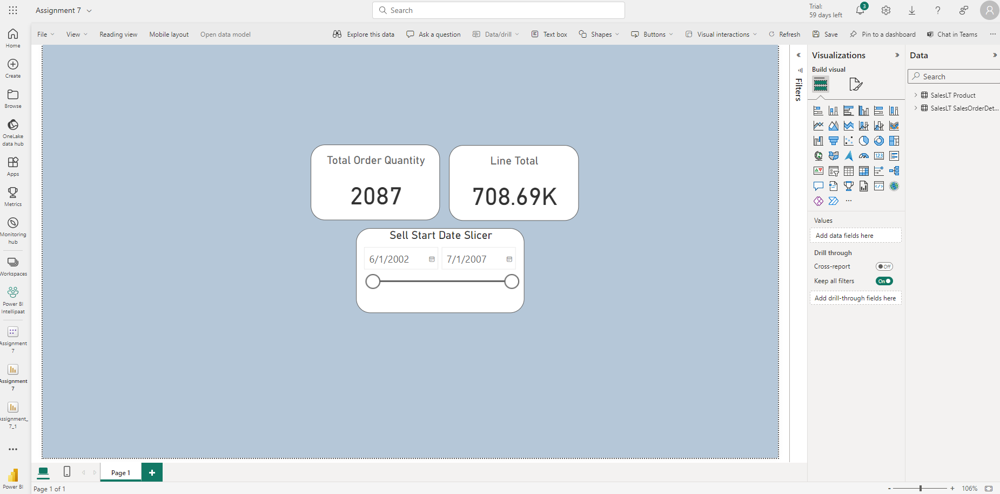 Assignment 7
Search
Trial:
59 days left
3
File
View
Reading view
Mobile layout
Open data model
Explore this data
Ask a question
Data/drill
Text box
Shapes
Buttons
Visual interactions
Refresh
Save
Pin to a dashboard
Chat in Teams
Home
Create
Browse
OneLake
data hub
Apps
Metrics
Monitoring
hub
Workspaces
Power BI
Intellipaat
Assignment
7
Assignment
7
Assignment_
7_1
Power BI
Total Order Quantity
2087
Line Total
708.69K
Sell Start Date Slicer
6/1/2002
7/1/2007
Filters
Visualizations
Build visual
123
Values
Add data fields here
Drill through
Cross-report
Off
Keep all filters
On
Add drill-through fields here
Data
Search
SalesLT Product
SalesLT SalesOrderDet...
Page 1
Page 1 of 1
- + 106%